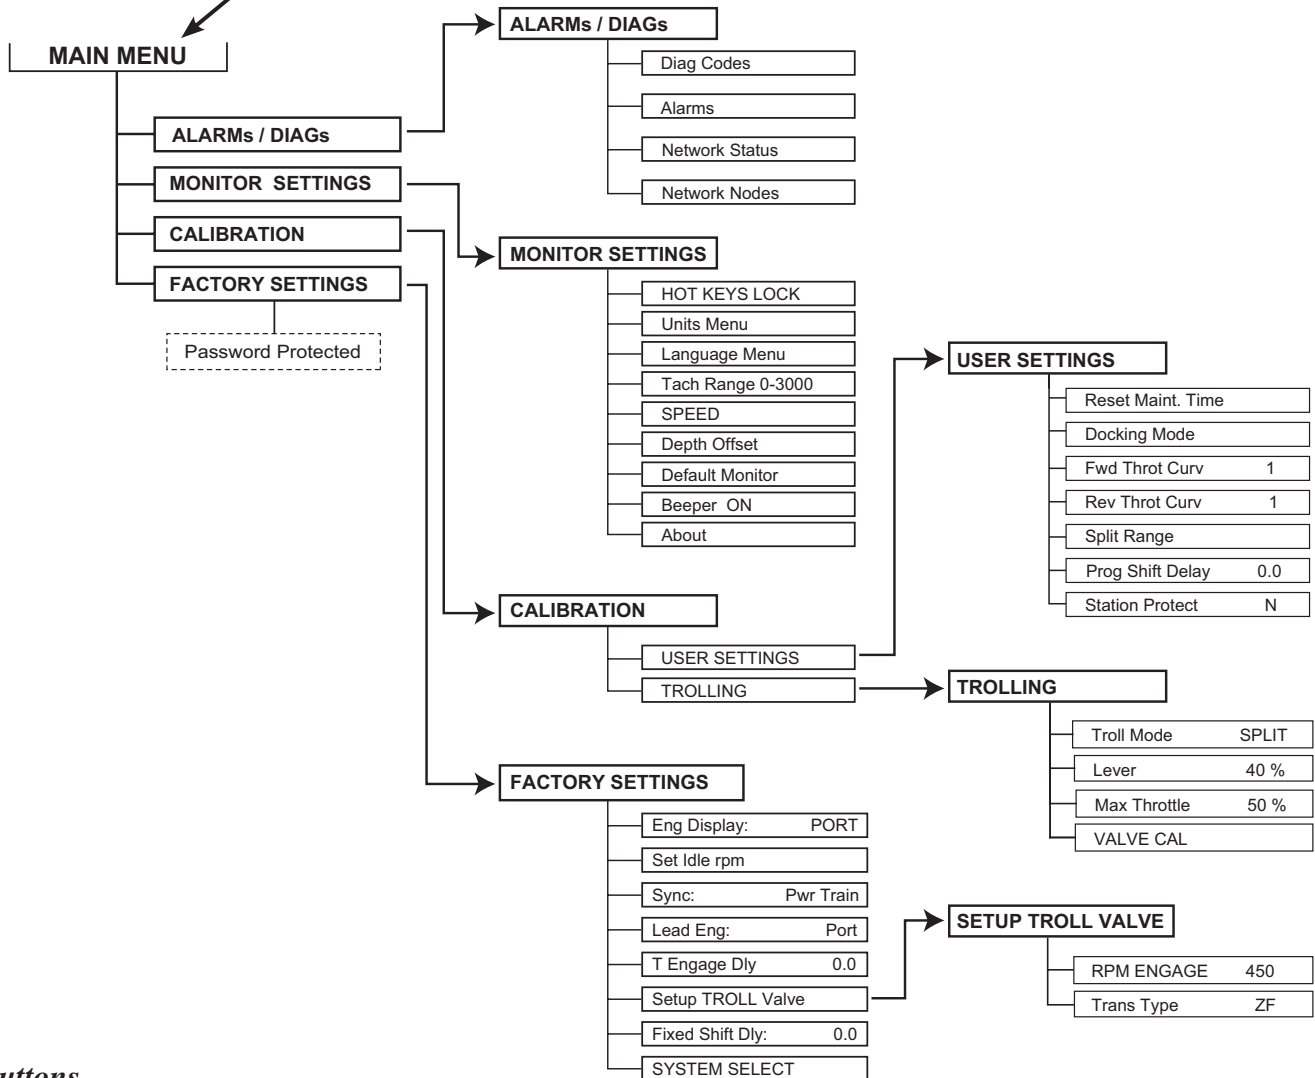 MAIN MENU
ALARMs / DIAGs
MONITOR SETTINGS
CALIBRATION
FACTORY SETTINGS
Password Protected
ALARMs / DIAGs
Diag Codes
Alarms
Network Status
Network Nodes
MONITOR SETTINGS
HOT KEYS LOCK
Units Menu
Language Menu
Tach Range 0-3000
SPEED
Depth Offset
Default Monitor
Beeper ON
About
CALIBRATION
USER SETTINGS
TROLLING
USER SETTINGS
Reset Maint. Time
Docking Mode
Fwd Throt Curv 1
Rev Throt Curv 1
Split Range
Prog Shift Delay 0.0
Station Protect N
TROLLING
Troll Mode SPLIT
Lever 40 %
Max Throttle 50 %
VALVE CAL
FACTORY SETTINGS
Eng Display: PORT
Set Idle rpm
Sync: Pwr Train
Lead Eng: Port
T Engage Dly 0.0
Setup TROLL Valve
Fixed Shift Dly: 0.0
SYSTEM SELECT
SETUP TROLL VALVE
RPM ENGAGE 450
Trans Type ZF